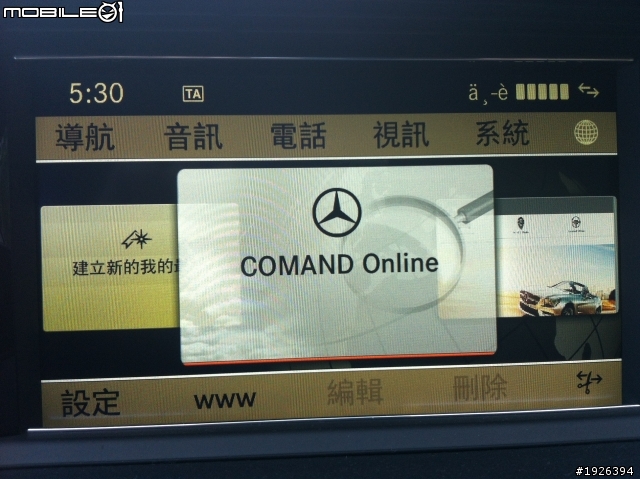 MOBILE01
5:30 TA ä¸-è
導航 音訊 電話 視訊 系統
建立新的我的
COMAND Online
設定 www 編輯 刪除
#1926394